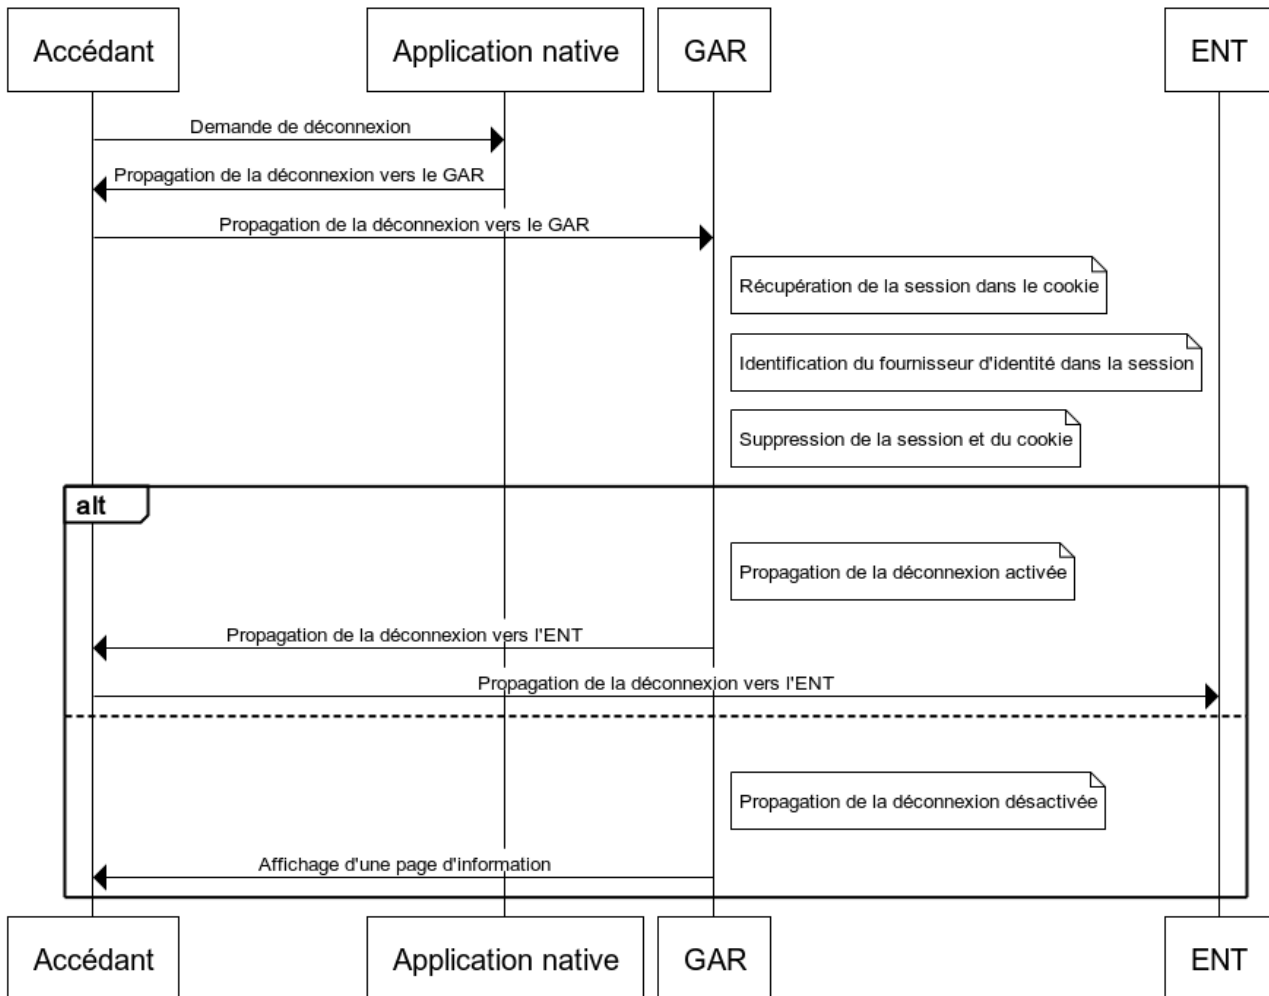 Accédant
Application native
GAR
ENT
Demande de déconnexion
Propagation de la déconnexion vers le GAR
Propagation de la déconnexion vers le GAR
Récupération de la session dans le cookie
Identification du fournisseur d'identité dans la session
Suppression de la session et du cookie
alt
Propagation de la déconnexion activée
Propagation de la déconnexion vers l'ENT
Propagation de la déconnexion vers l'ENT
Propagation de la déconnexion désactivée
Affichage d'une page d'information
Accédant
Application native
GAR
ENT